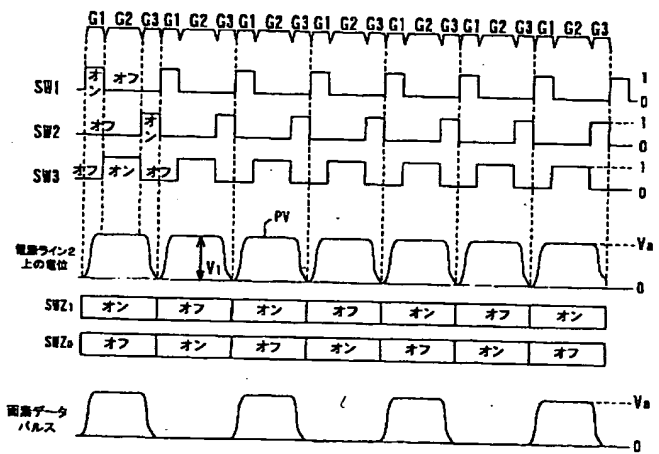 G1 G2 G3 G1 G2 G3 G1 G2 G3 G1 G2 G3 G1 G2 G3 G1 G2 G3 G1 G2 G3
SW1 オン オフ 1
0
SW2 オフ オン 1
0
SW3 オフ オン オフ 1
0
PV
電源ライン2
上の電位
V1
Va
0
SWZ1 オン オフ オン オフ オン オフ オン
SWZ0 オフ オン オフ オン オフ オン オフ
画素データ
パルス
Va
0